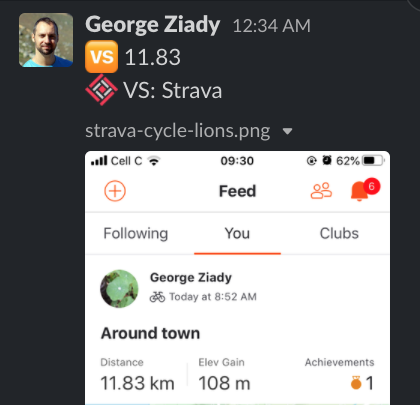 George Ziady 12:34 AM
VS 11.83
VS: Strava
strava-cycle-lions.png
Cell C 09:30 62%
Feed 6
Following You Clubs
George Ziady
Today at 8:52 AM
Around town
Distance Elev Gain Achievements
11.83 km 108 m 1